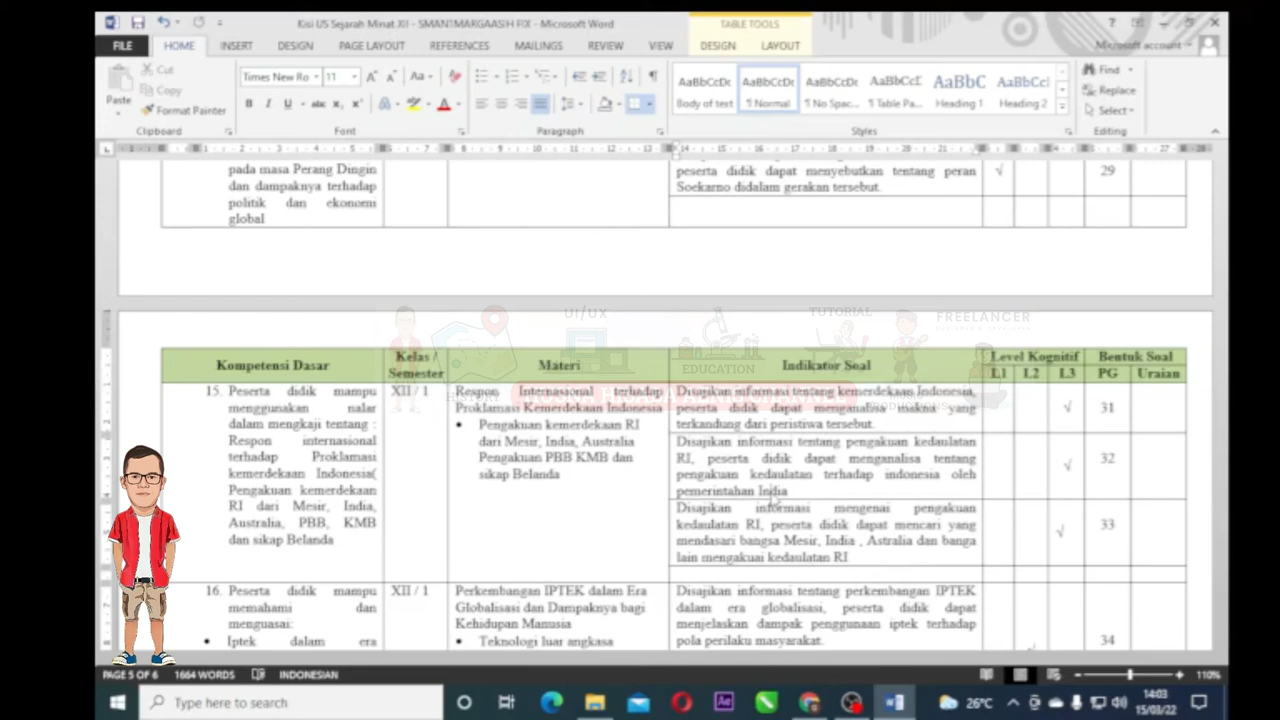 Kisi US Sejarah Minat XII - SMAN1MARGAASIH FIX - Microsoft Word
TABLE TOOLS
FILE HOME INSERT DESIGN PAGE LAYOUT REFERENCES MAILINGS REVIEW VIEW DESIGN LAYOUT
Microsoft account
Cut
Copy
Format Painter
Paste
Clipboard
Times New Ro 11
Font
Paragraph
AaBbCcDc AaBbCcDc AaBbCcDc AaBbCcI AaBbC AaBbCcI
Body of text ¶ Normal ¶ No Spac... ¶ Table Pa... Heading 1 Heading 2
Styles
Find
Replace
Select
Editing
pada masa Perang Dingin
dan dampaknya terhadap
politik dan ekonomi
global
peserta didik dapat menyebutkan tentang peran
Soekarno didalam gerakan tersebut.
√
29
UI/UX
TUTORIAL
FREELANCER
EDUCATION
HISTORY
Kompetensi Dasar
Kelas /
Semester
Materi
Indikator Soal
Level Kognitif
L1 L2 L3
Bentuk Soal
PG Uraian
15. Peserta didik mampu
menggunakan nalar
dalam mengkaji tentang :
Respon internasional
terhadap Proklamasi
kemerdekaan Indonesia(
Pengakuan kemerdekaan
RI dari Mesir, India,
Australia, PBB, KMB
dan sikap Belanda
XII / 1
Respon Internasional terhadap
Proklamasi Kemerdekaan Indonesia
• Pengakuan kemerdekaan RI
dari Mesir, India, Australia
Pengakuan PBB KMB dan
sikap Belanda
Disajikan informasi tentang kemerdekaan Indonesia,
peserta didik dapat menganalisa makna yang
terkandung dari peristiwa tersebut.
√
31
Disajikan informasi tentang pengakuan kedaulatan
RI, peserta didik dapat menganalisa tentang
pengakuan kedaulatan terhadap indonesia oleh
pemerintahan India
√
32
Disajikan informasi mengenai pengakuan
kedaulatan RI, peserta didik dapat mencari yang
mendasari bangsa Mesir, India , Astralia dan banga
lain mengakuai kedaulatan RI
√
33
16. Peserta didik mampu
memahami dan
menguasai:
• Iptek dalam era
XII / 1
Perkembangan IPTEK dalam Era
Globalisasi dan Dampaknya bagi
Kehidupan Manusia
• Teknologi luar angkasa
Disajikan informasi tentang perkembangan IPTEK
dalam era globalisasi, peserta didik dapat
menjelaskan dampak penggunaan iptek terhadap
pola perilaku masyarakat.
34
PAGE 5 OF 6 1664 WORDS INDONESIAN 110%
Type here to search
26°C
14:03
15/03/22